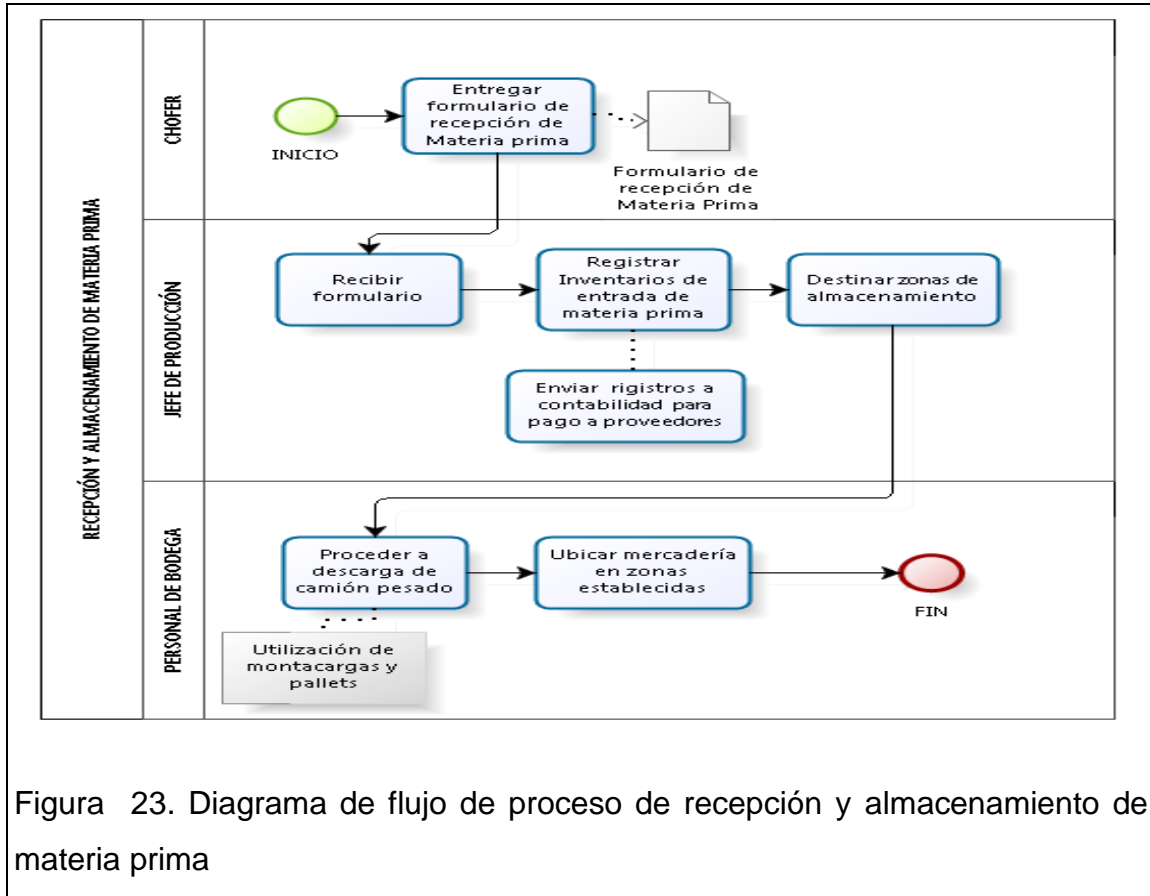 RECEPCIÓN Y ALMACENAMIENTO DE MATERIA PRIMA
CHOFER
INICIO
Entregar
formulario de
recepción de
Materia prima
Formulario de
recepción de
Materia Prima
JEFE DE PRODUCCIÓN
Recibir
formulario
Registrar
Inventarios de
entrada de
materia prima
Destinar zonas de
almacenamiento
Enviar rigistros a
contabilidad para
pago a proveedores
PERSONAL DE BODEGA
Proceder a
descarga de
camión pesado
Ubicar mercadería
en zonas
establecidas
FIN
Utilización de
montacargas y
pallets
Figura 23. Diagrama de flujo de proceso de recepción y almacenamiento de
materia prima